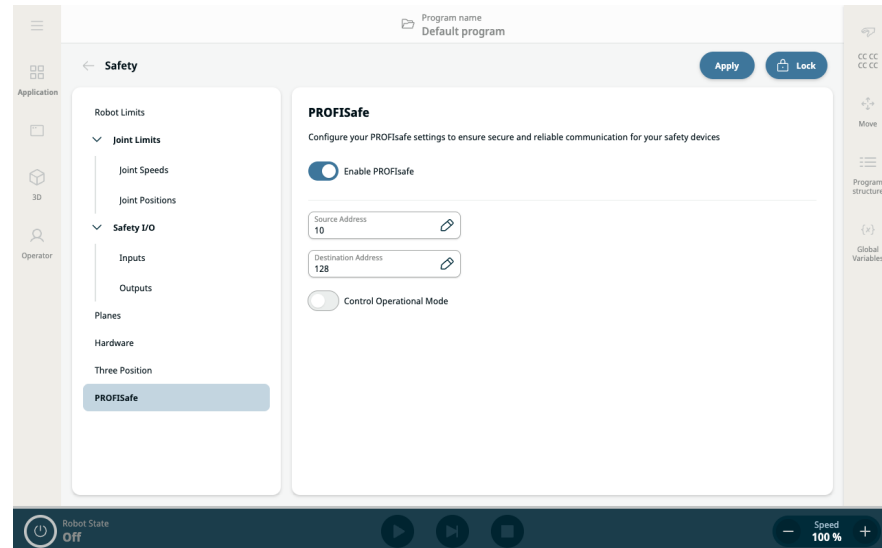 Program name
Default program
Safety
Apply
Lock
CC CC
CC CC
Application
Move
3D
Program
structure
Operator
{x}
Global
Variables
Robot Limits
Joint Limits
Joint Speeds
Joint Positions
Safety I/O
Inputs
Outputs
Planes
Hardware
Three Position
PROFISafe
PROFISafe
Configure your PROFIsafe settings to ensure secure and reliable communication for your safety devices
Enable PROFIsafe
Source Address
10
Destination Address
128
Control Operational Mode
Robot State
Off
Speed
100 %